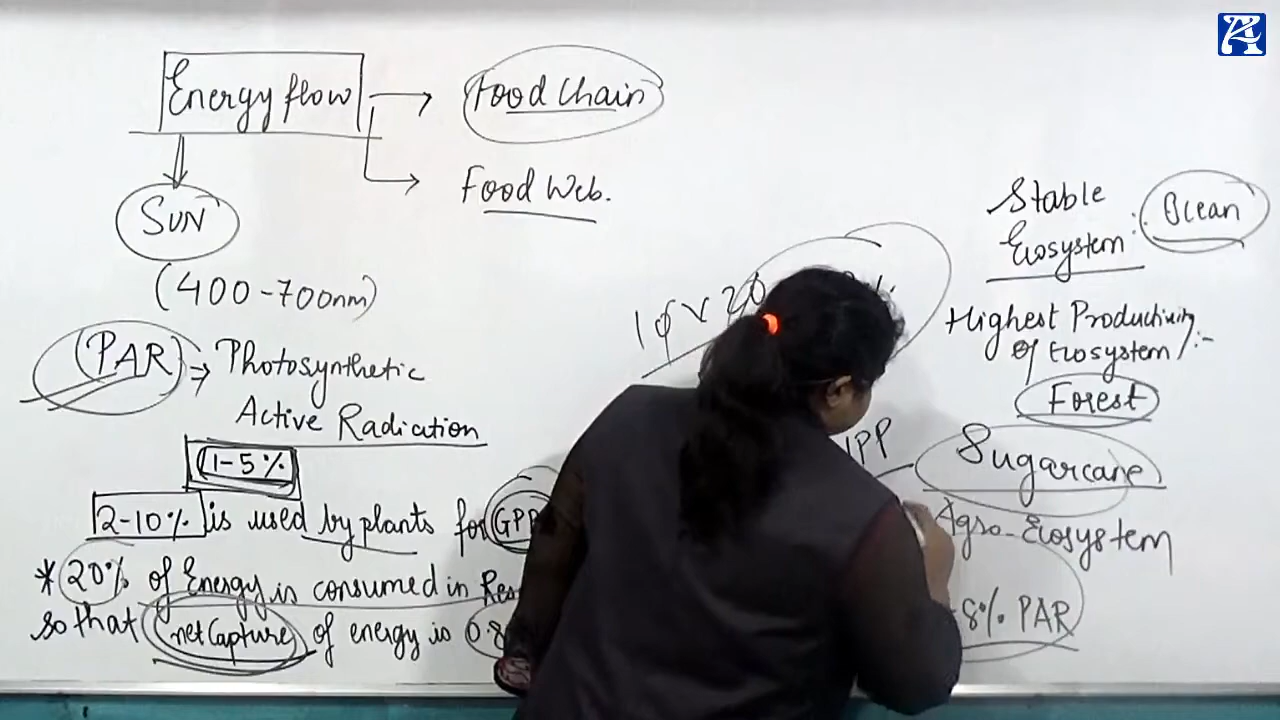 Energy flow
Food Chain
Food Web.
SUN
(400-700nm)
(PAR) → Photosynthetic
Active Radiation
1-5%
2-10% is used by plants for
* 20% of Energy is consumed in
so that net Capture of energy is
Stable
Ecosystem : Ocean
Highest Productivity
of Ecosystem :-
Forest
Sugarcane
Agro-Ecosystem
8% PAR